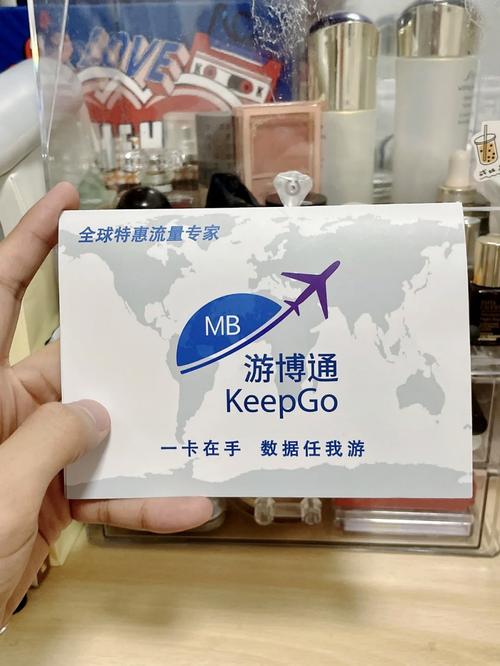 LOVE
全球特惠流量专家
MB
游博通
KeepGo
一卡在手 数据任我游